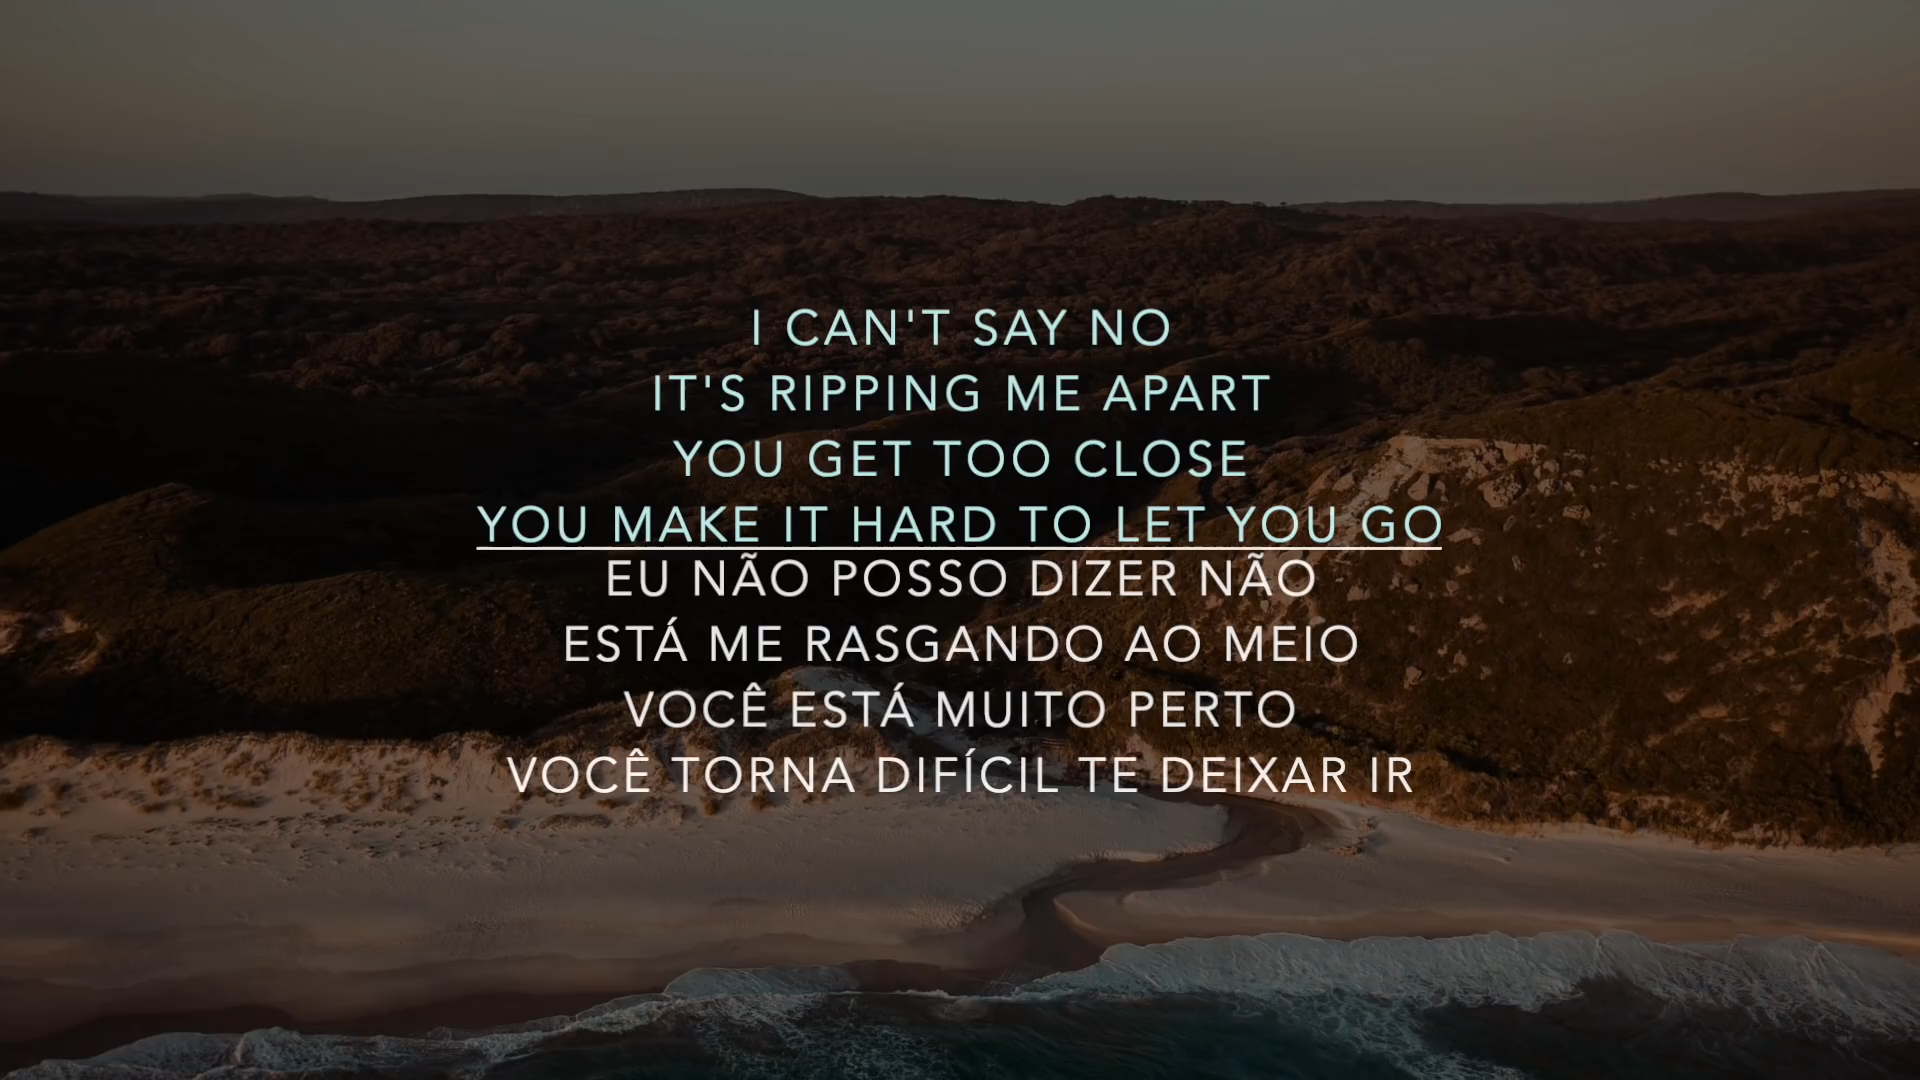 I CAN'T SAY NO
IT'S RIPPING ME APART
YOU GET TOO CLOSE
YOU MAKE IT HARD TO LET YOU GO
EU NÃO POSSO DIZER NÃO
ESTÁ ME RASGANDO AO MEIO
VOCÊ ESTÁ MUITO PERTO
VOCÊ TORNA DIFÍCIL TE DEIXAR IR